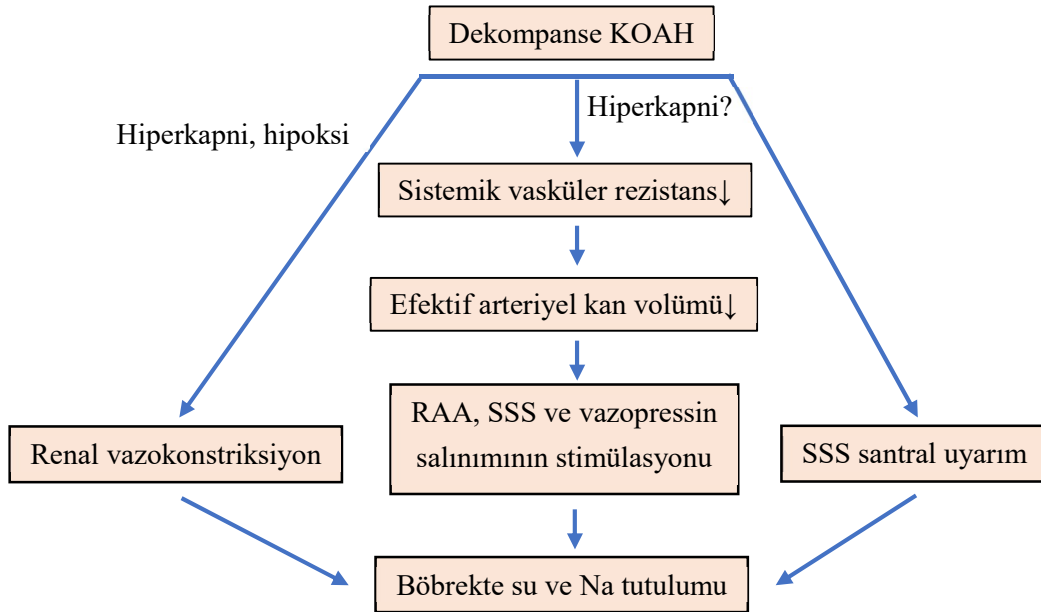 Dekompanse KOAH
Hiperkapni?
Hiperkapni, hipoksi
Sistemik vasküler rezistans↓
Efektif arteriyel kan volümü↓
RAA, SSS ve vazopressin
salınımının stimülasyonu
Renal vazokonstriksiyon
SSS santral uyarım
Böbrekte su ve Na tutulumu